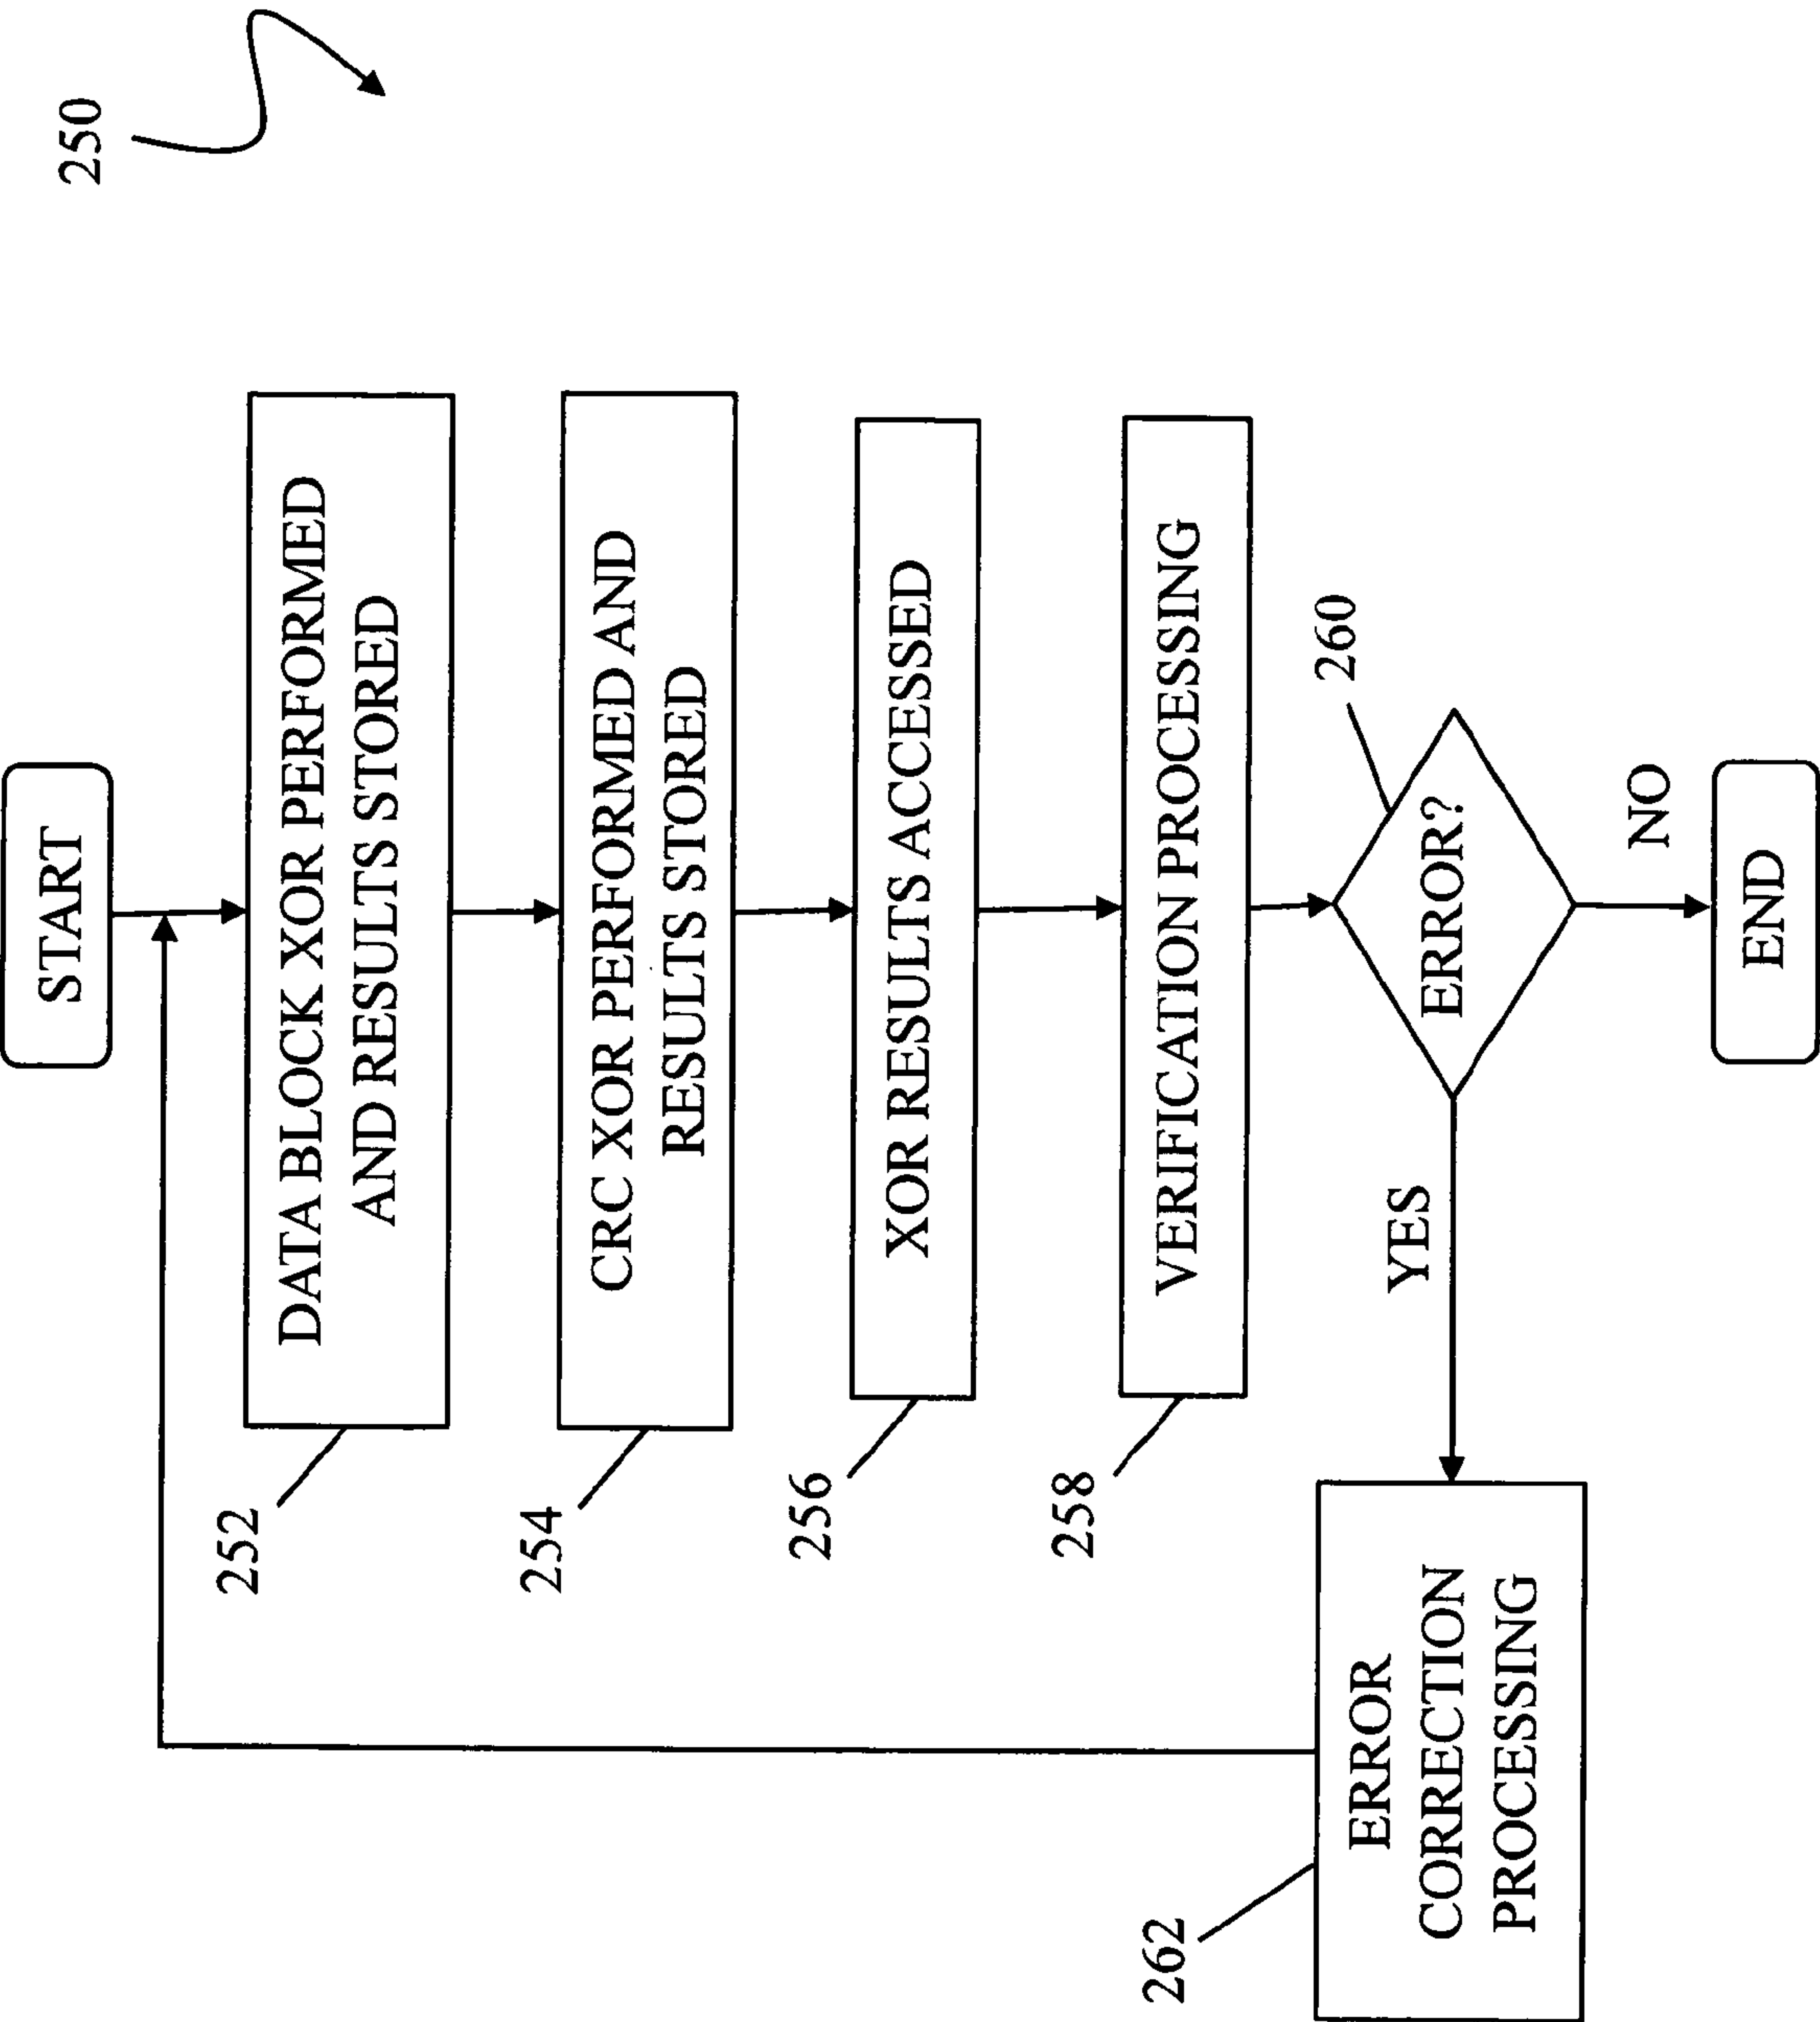 250
START
DATA BLOCK XOR PERFORMED
AND RESULTS STORED
252
CRC XOR PERFORMED AND
RESULTS STORED
254
XOR RESULTS ACCESSED
256
VERIFICATION PROCESSING
258
260
ERROR?
YES
NO
ERROR
CORRECTION
PROCESSING
262
END